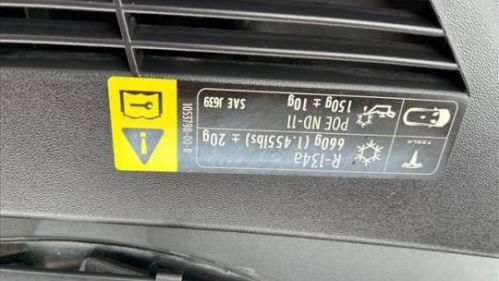 TESLA
R-134a
660g (1.455lbs) ± 20g
POE ND-11
150g ± 10g
SAE J639
1053798-00-B